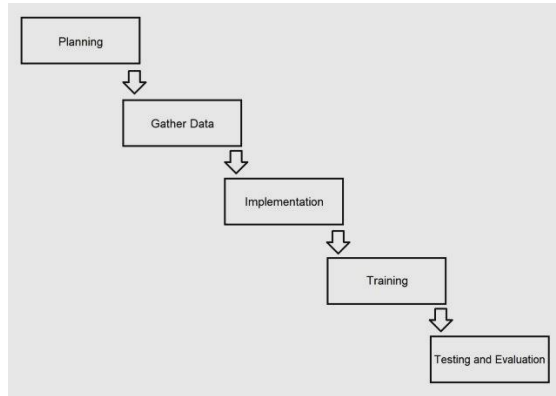 Planning
Gather Data
Implementation
Training
Testing and Evaluation